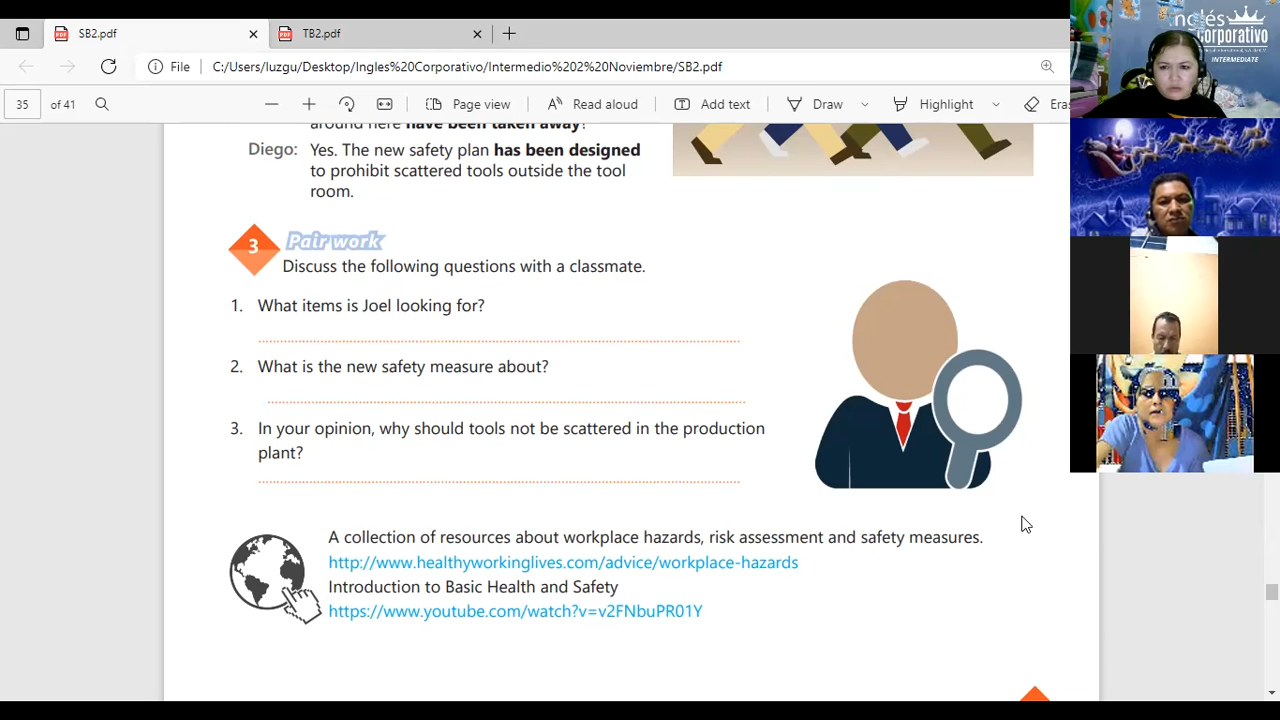 SB2.pdf
TB2.pdf
File
C:/Users/luzgu/Desktop/Ingles%20Corporativo/Intermedio%202%20Noviembre/SB2.pdf
35 of 41
Page view
Read aloud
Add text
Draw
Highlight
around here have been taken away?
Diego: Yes. The new safety plan has been designed
to prohibit scattered tools outside the tool
room.
3 Pair work
Discuss the following questions with a classmate.
1. What items is Joel looking for?
2. What is the new safety measure about?
3. In your opinion, why should tools not be scattered in the production
plant?
A collection of resources about workplace hazards, risk assessment and safety measures.
http://www.healthyworkinglives.com/advice/workplace-hazards
Introduction to Basic Health and Safety
https://www.youtube.com/watch?v=v2FNbuPR01Y
INTERMEDIATE